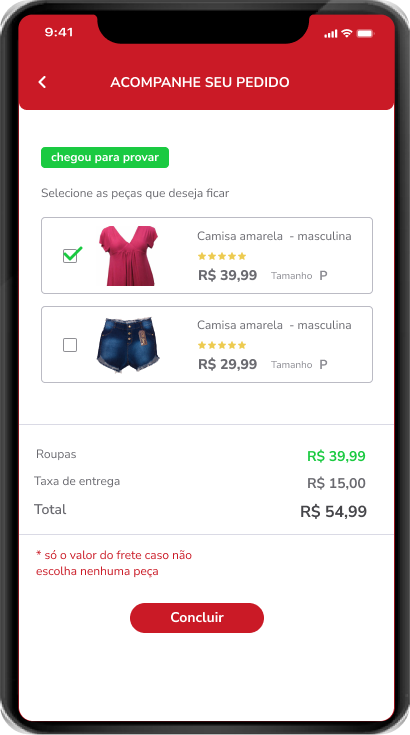 9:41
ACOMPANHE SEU PEDIDO
chegou para provar
Selecione as peças que deseja ficar
Camisa amarela - masculina
R$ 39,99 Tamanho P
Camisa amarela - masculina
R$ 29,99 Tamanho P
Roupas R$ 39,99
Taxa de entrega R$ 15,00
Total R$ 54,99
* só o valor do frete caso não
escolha nenhuma peça
Concluir